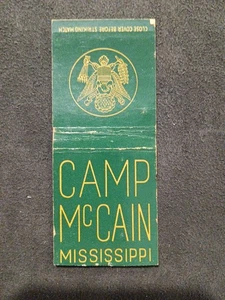 CLOSE COVER BEFORE STRIKING MATCH
CAMP
McCAIN
MISSISSIPPI